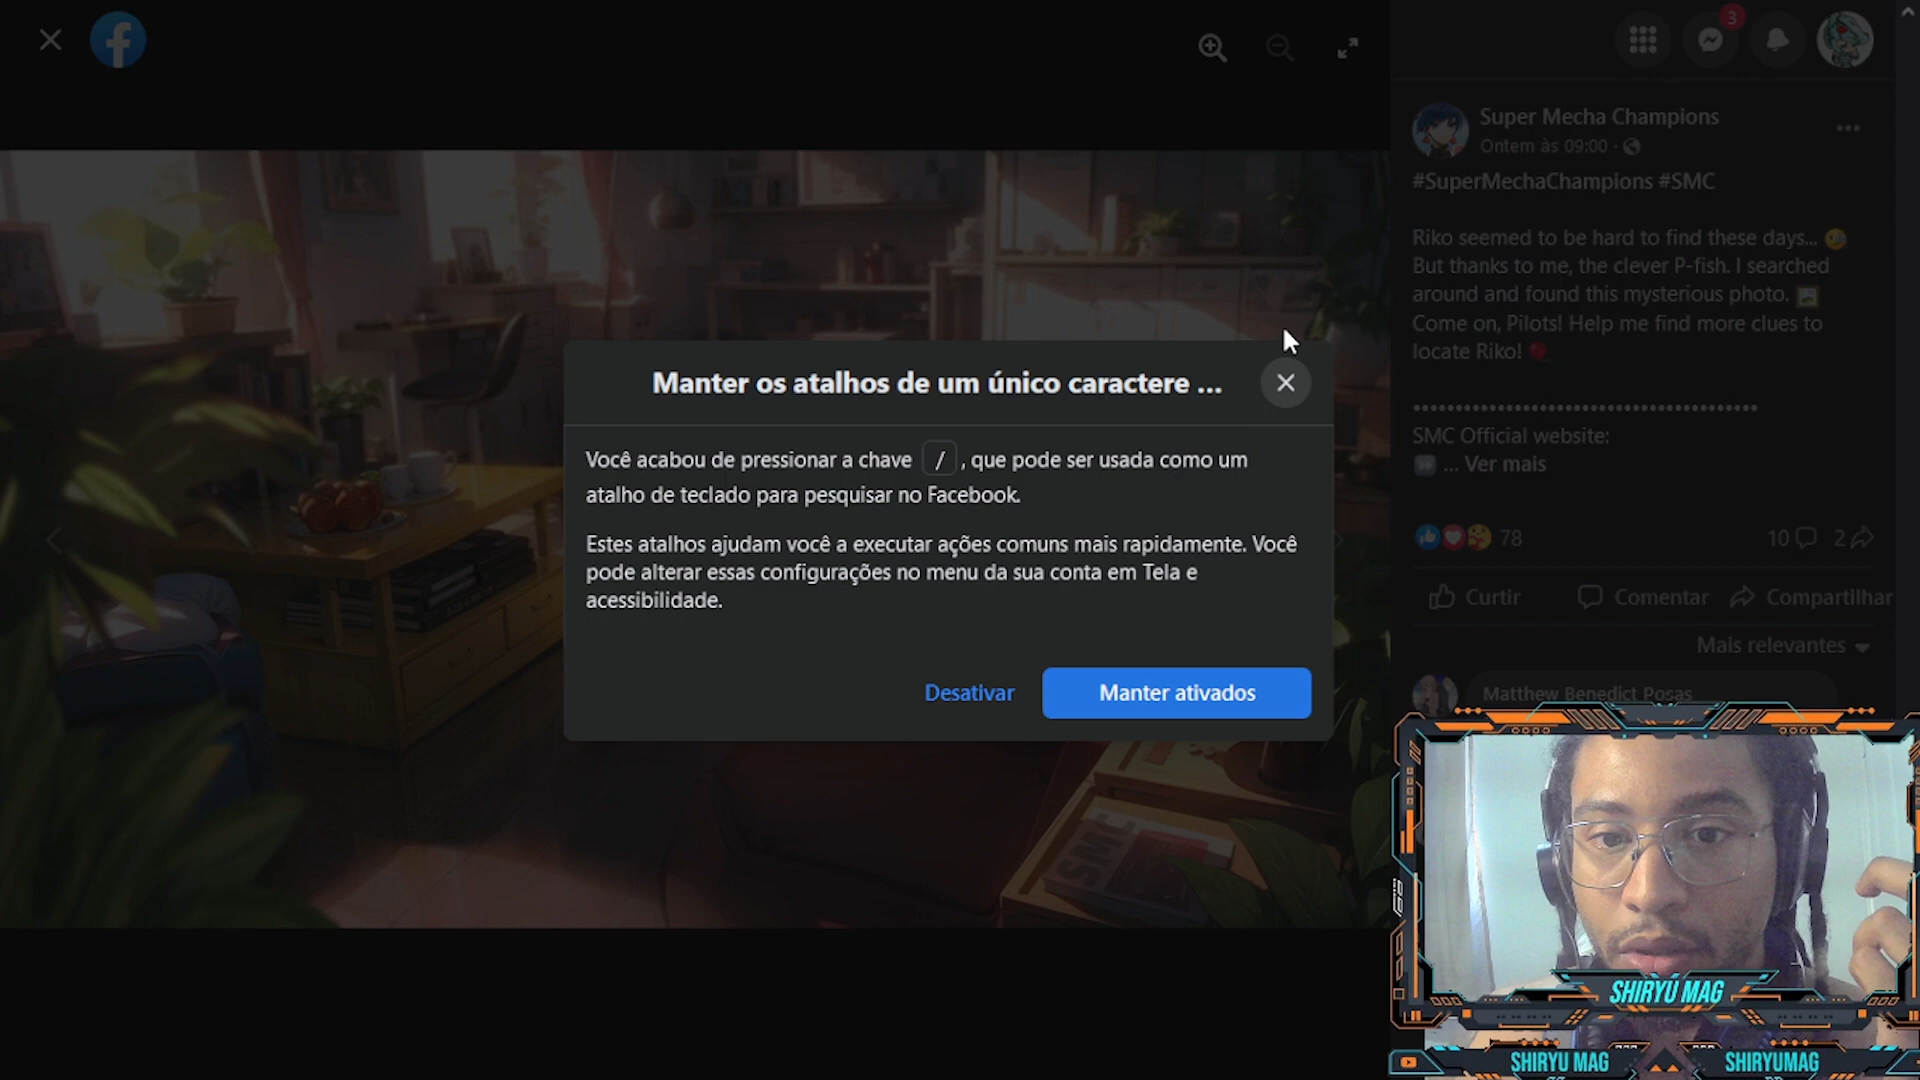 3
Super Mecha Champions
Ontem às 09:00 ·
#SuperMechaChampions #SMC
Riko seemed to be hard to find these days...
But thanks to me, the clever P-fish. I searched
around and found this mysterious photo.
Come on, Pilots! Help me find more clues to
locate Riko!
SMC Official website:
... Ver mais
78
10
2
Curtir
Comentar
Compartilhar
Mais relevantes
Matthew Benedict Posas
Manter os atalhos de um único caractere ...
Você acabou de pressionar a chave / , que pode ser usada como um
atalho de teclado para pesquisar no Facebook.
Estes atalhos ajudam você a executar ações comuns mais rapidamente. Você
pode alterar essas configurações no menu da sua conta em Tela e
acessibilidade.
Desativar
Manter ativados
SMC
SHIRYÚ MAG
SHIRYU MAG
SHIRYUMAG